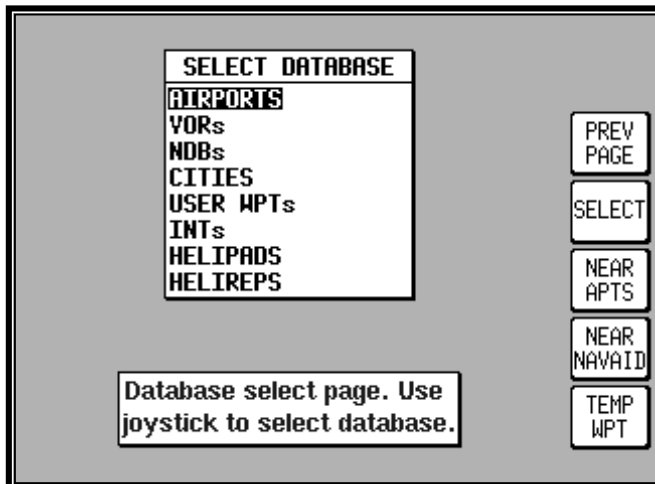 SELECT DATABASE
AIRPORTS
VORs
NDBs
CITIES
USER WPTs
INTs
HELIPADS
HELIREPS
Database select page. Use
joystick to select database.
PREV
PAGE
SELECT
NEAR
APTS
NEAR
NAVAID
TEMP
WPT